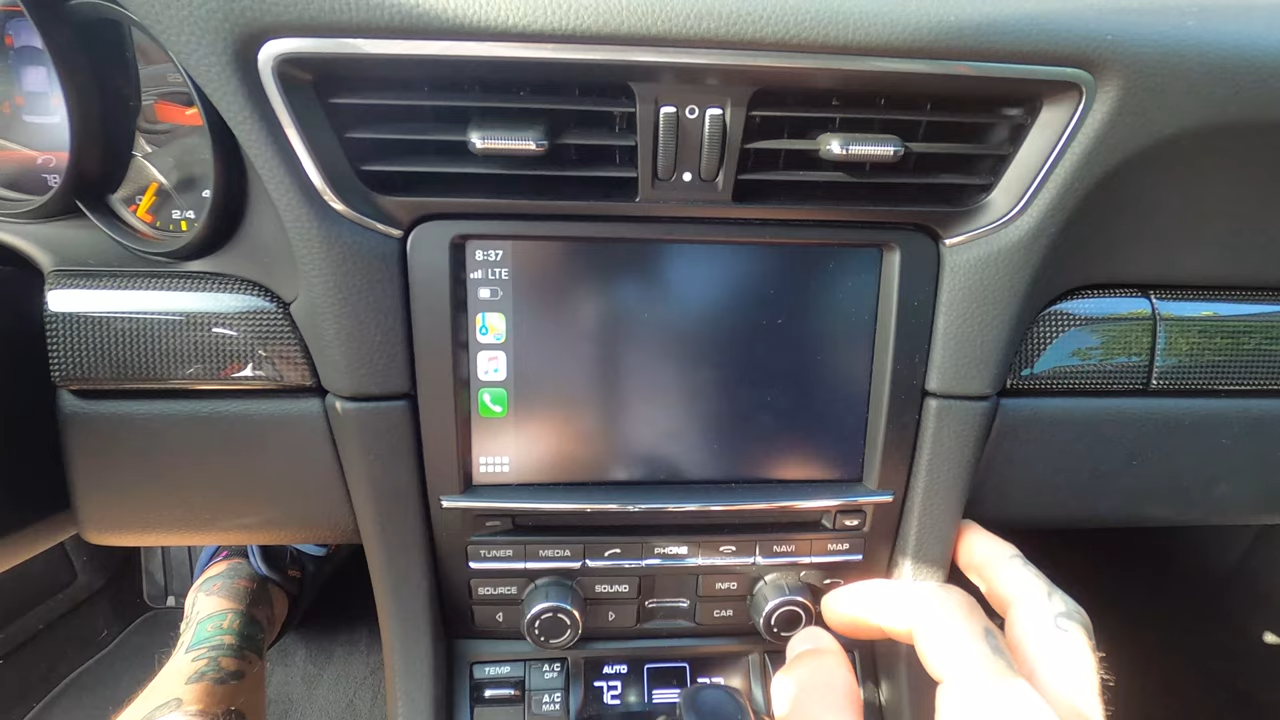 78
2/4
8:37
LTE
TUNER MEDIA PHONE NAVI MAP
SOURCE SOUND INFO
CAR
TEMP A/C OFF AUTO
72
A/C MAX